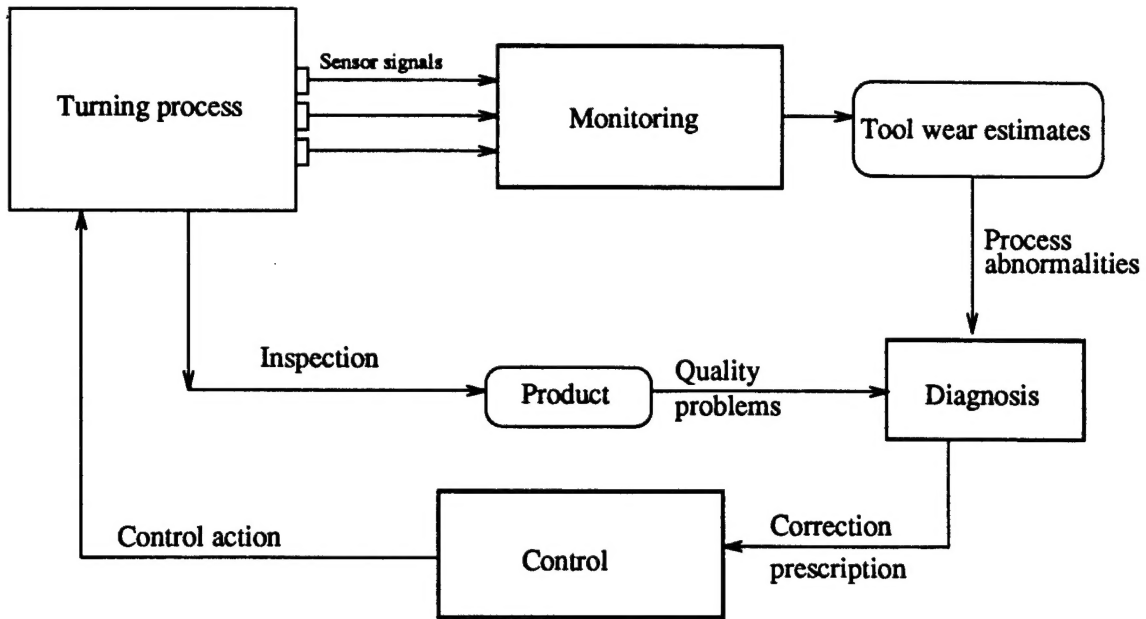 Sensor signals
Turning process
Monitoring
Tool wear estimates
Process
abnormalities
Inspection
Product
Quality
problems
Diagnosis
Control action
Control
Correction
prescription